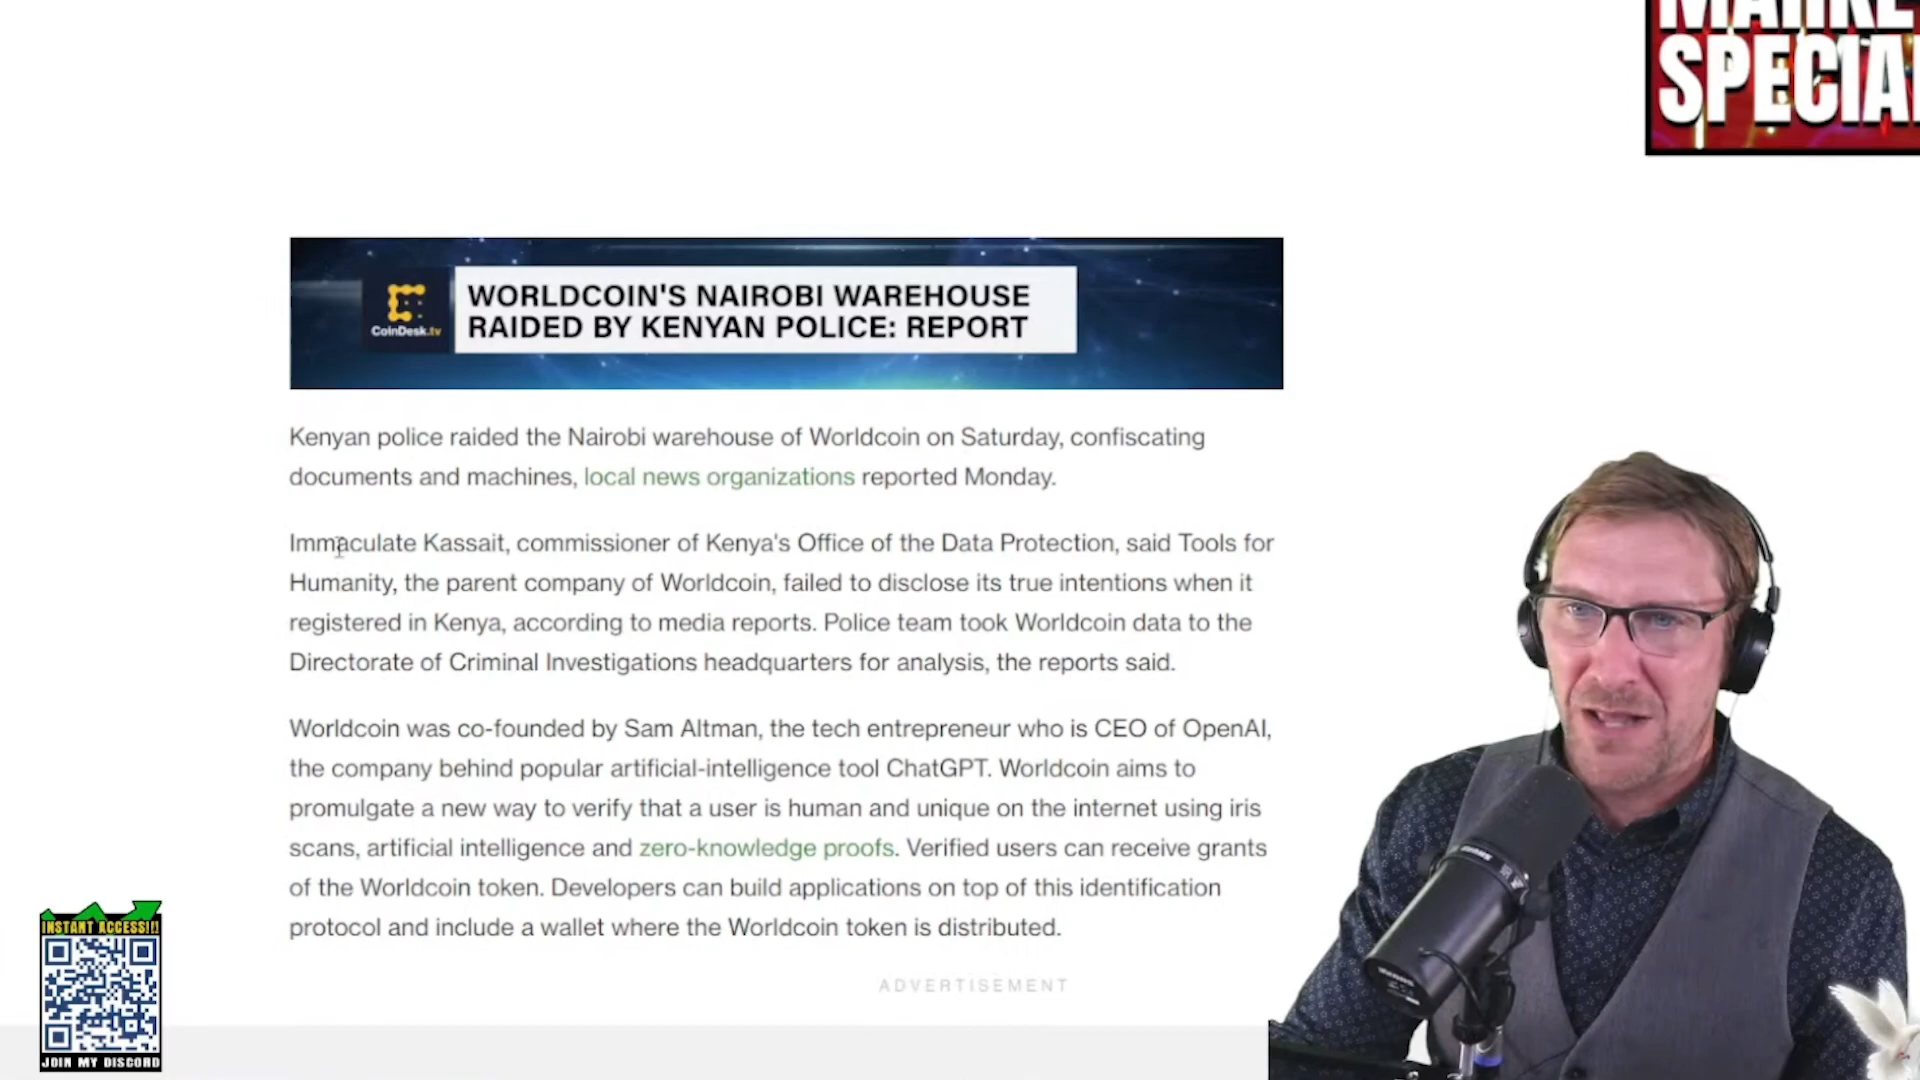 SPECIA
WORLDCOIN'S NAIROBI WAREHOUSE
RAIDED BY KENYAN POLICE: REPORT
CoinDesk.tv
Kenyan police raided the Nairobi warehouse of Worldcoin on Saturday, confiscating
documents and machines, local news organizations reported Monday.
Immaculate Kassait, commissioner of Kenya's Office of the Data Protection, said Tools for
Humanity, the parent company of Worldcoin, failed to disclose its true intentions when it
registered in Kenya, according to media reports. Police team took Worldcoin data to the
Directorate of Criminal Investigations headquarters for analysis, the reports said.
Worldcoin was co-founded by Sam Altman, the tech entrepreneur who is CEO of OpenAI,
the company behind popular artificial-intelligence tool ChatGPT. Worldcoin aims to
promulgate a new way to verify that a user is human and unique on the internet using iris
scans, artificial intelligence and zero-knowledge proofs. Verified users can receive grants
of the Worldcoin token. Developers can build applications on top of this identification
protocol and include a wallet where the Worldcoin token is distributed.
ADVERTISEMENT
INSTANT ACCESS!!!
JOIN MY DISCORD